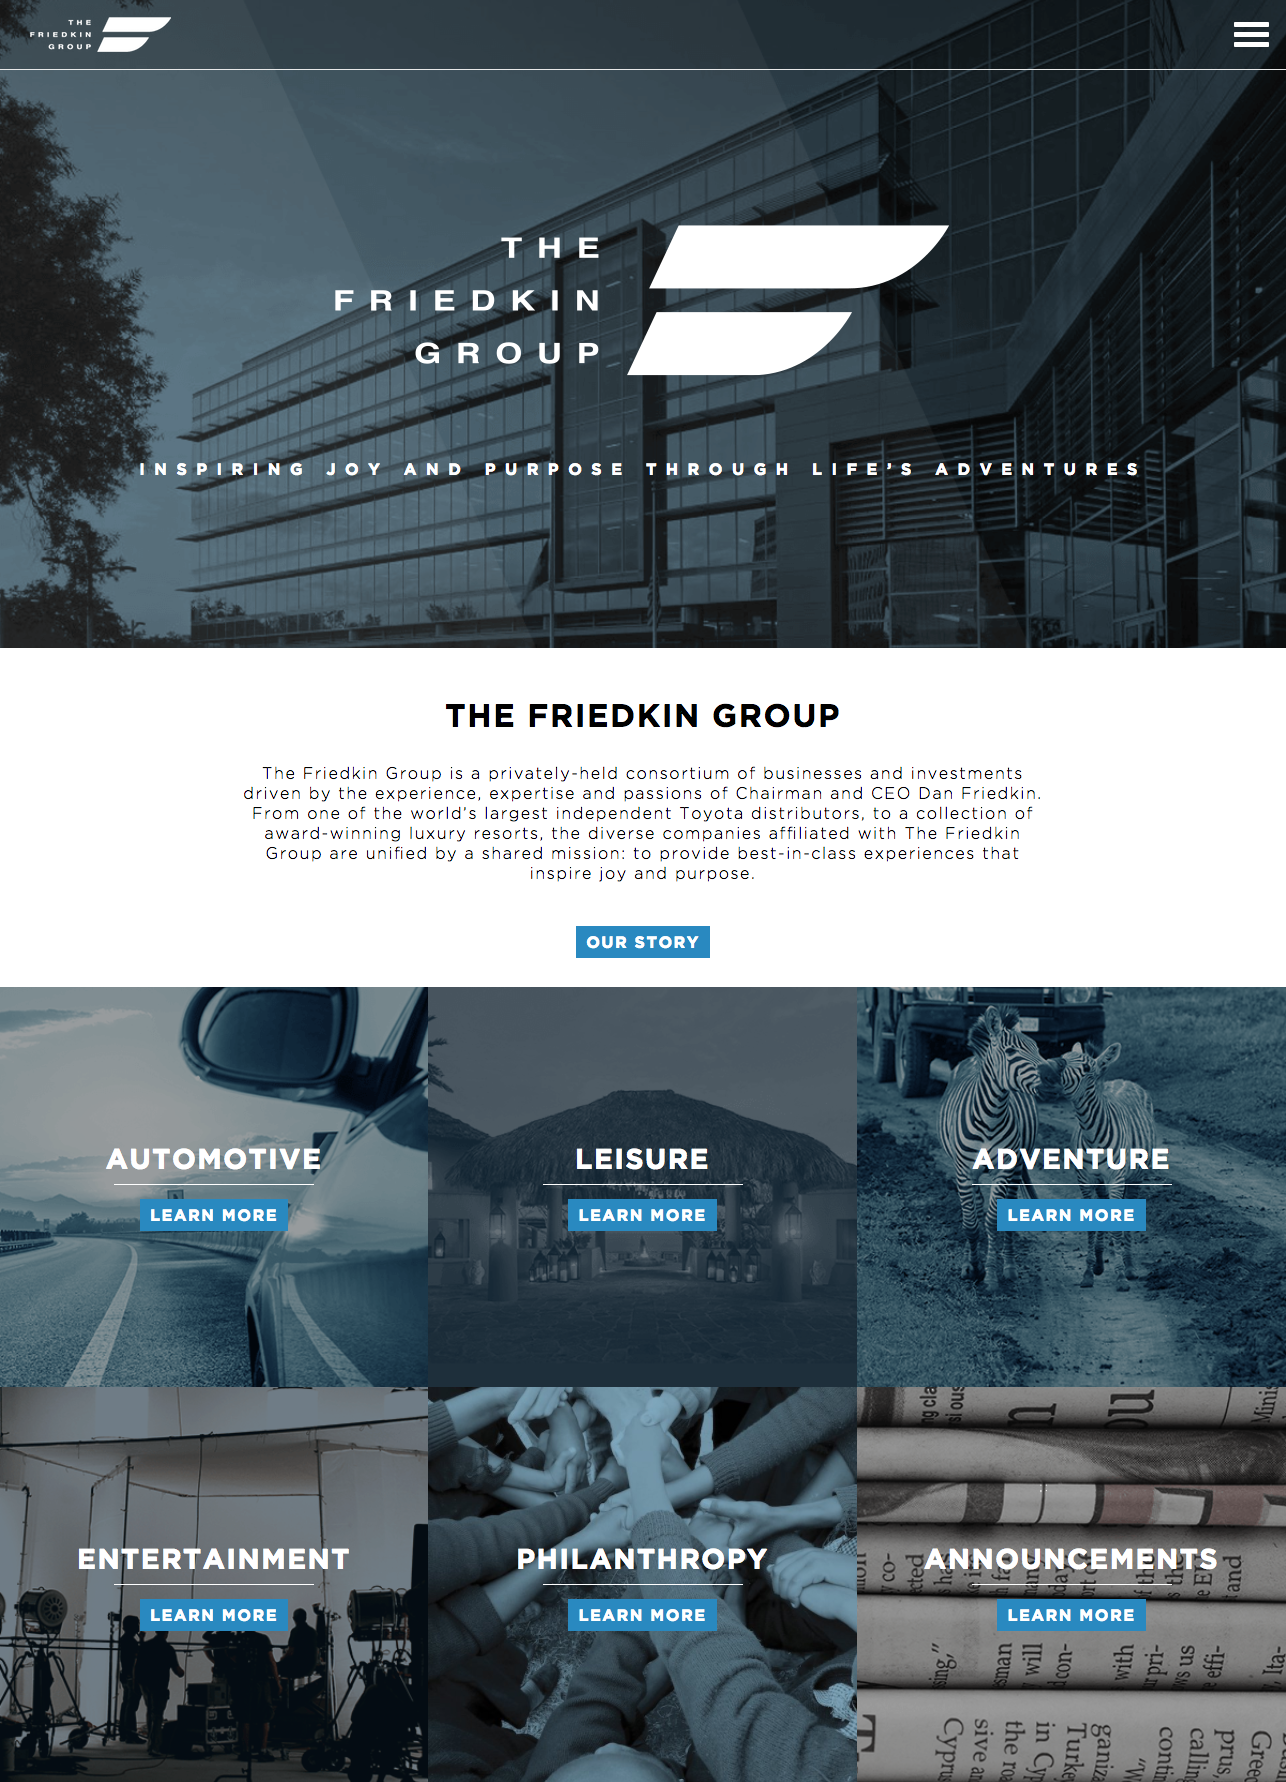 THE
FRIEDKIN
GROUP
THE
FRIEDKIN
GROUP
INSPIRING JOY AND PURPOSE THROUGH LIFE'S ADVENTURES
THE FRIEDKIN GROUP
The Friedkin Group is a privately-held consortium of businesses and investments
driven by the experience, expertise and passions of Chairman and CEO Dan Friedkin.
From one of the world's largest independent Toyota distributors, to a collection of
award-winning luxury resorts, the diverse companies affiliated with The Friedkin
Group are unified by a shared mission: to provide best-in-class experiences that
inspire joy and purpose.
OUR STORY
AUTOMOTIVE
LEARN MORE
LEISURE
LEARN MORE
ADVENTURE
LEARN MORE
ENTERTAINMENT
LEARN MORE
PHILANTHROPY
LEARN MORE
ANNOUNCEMENTS
LEARN MORE